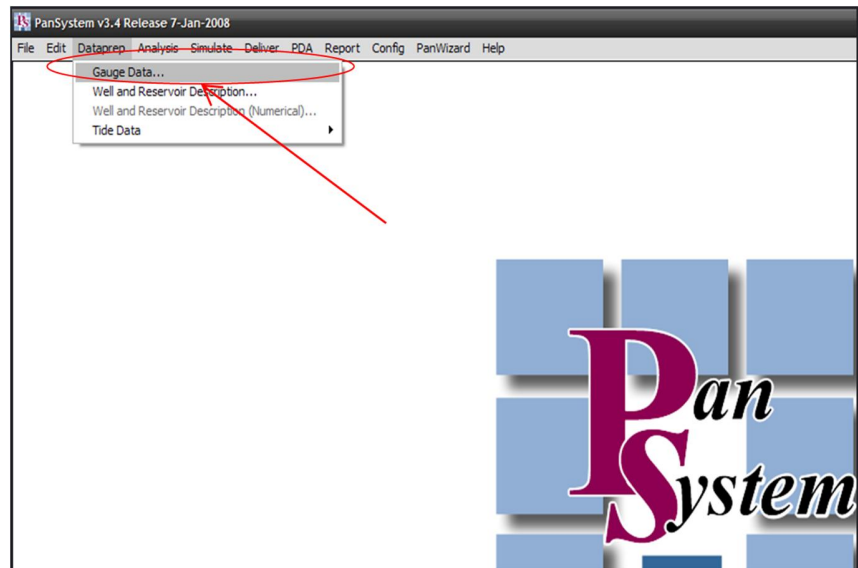 PanSystem v3.4 Release 7-Jan-2008
File Edit Dataprep Analysis Simulate Deliver PDA Report Config PanWizard Help
Gauge Data...
Well and Reservoir Description...
Well and Reservoir Description (Numerical)...
Tide Data
Pan
System